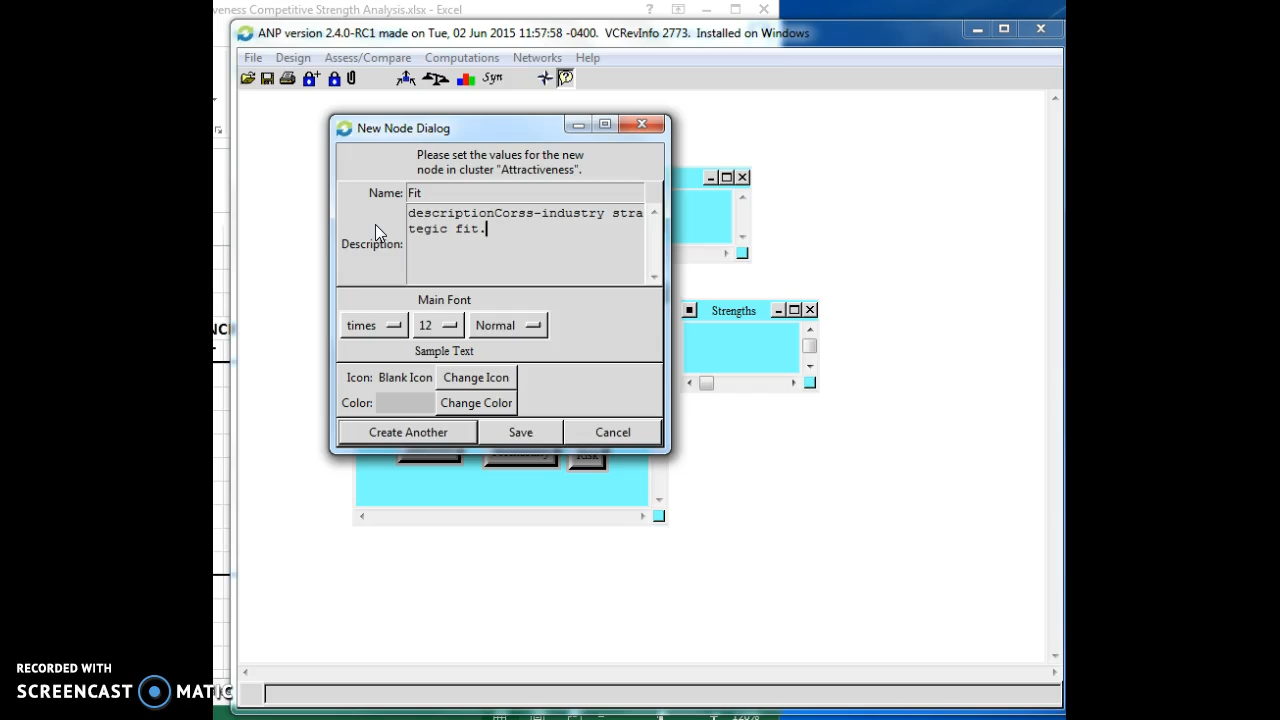 veness Competitive Strength Analysis.xlsx - Excel
ANP version 2.4.0-RC1 made on Tue, 02 Jun 2015 11:57:58 -0400. VCRevInfo 2773. Installed on Windows
File Design Assess/Compare Computations Networks Help
Syn
New Node Dialog
Please set the values for the new
node in cluster "Attractiveness".
Name: Fit
descriptionCorss-industry stra
tegic fit.
Description:
Strengths
Main Font
times 12 Normal
Sample Text
Icon: Blank Icon Change Icon
Color: Change Color
Create Another Save Cancel
RECORDED WITH
SCREENCAST MATIC
120%